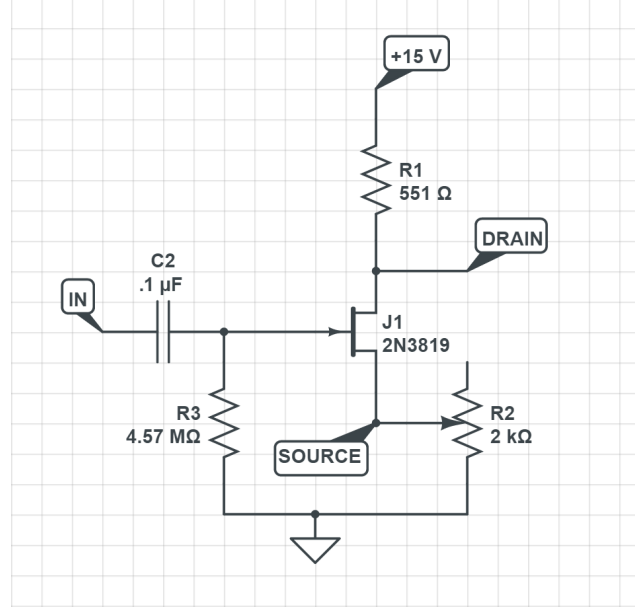 +15 V
R1
551 Ω
DRAIN
C2
.1 µF
IN
J1
2N3819
R3
4.57 MΩ
R2
2 kΩ
SOURCE